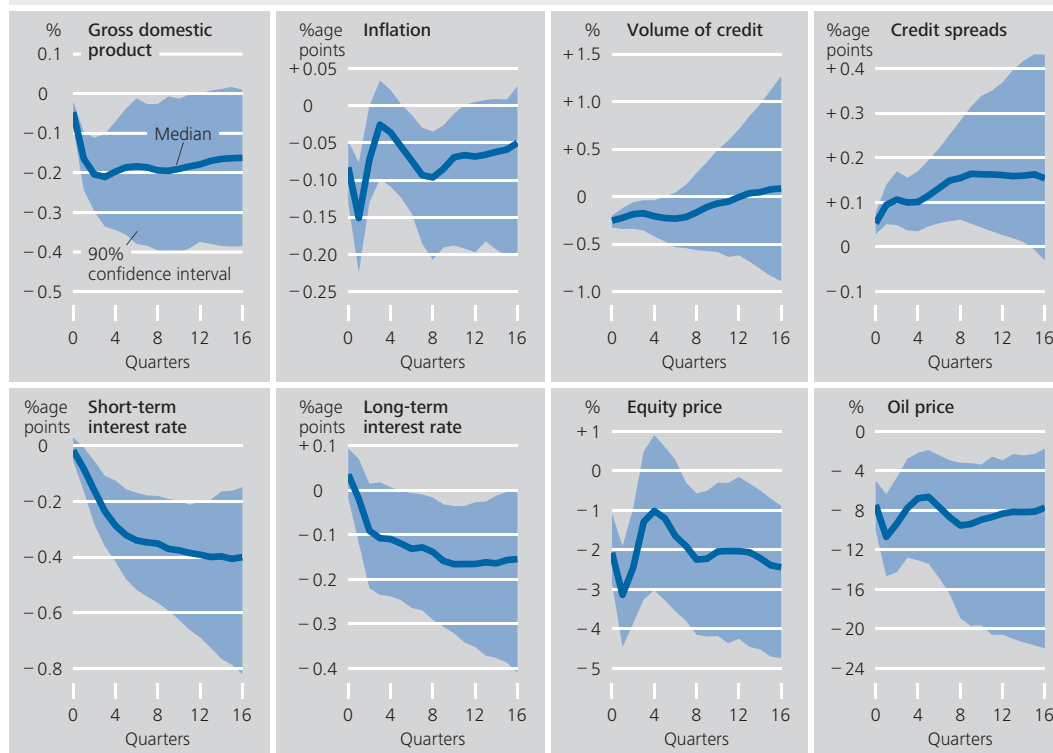 %
Gross domestic
product
0.1
0
−0.1
−0.2
−0.3
−0.4
−0.5
Median
90%
confidence interval
0 4 8 12 16
Quarters
%age
points
Inflation
+0.05
0
−0.05
−0.10
−0.15
−0.20
−0.25
0 4 8 12 16
Quarters
%
Volume of credit
+1.5
+1.0
+0.5
0
−0.5
−1.0
0 4 8 12 16
Quarters
%age
points
Credit spreads
+0.4
+0.3
+0.2
+0.1
0
−0.1
0 4 8 12 16
Quarters
%age
points
Short-term
interest rate
0
−0.2
−0.4
−0.6
−0.8
0 4 8 12 16
Quarters
%age
points
Long-term
interest rate
+0.1
0
−0.1
−0.2
−0.3
−0.4
0 4 8 12 16
Quarters
%
Equity price
+1
0
−1
−2
−3
−4
−5
0 4 8 12 16
Quarters
%
Oil price
0
− 4
− 8
−12
−16
−20
−24
0 4 8 12 16
Quarters